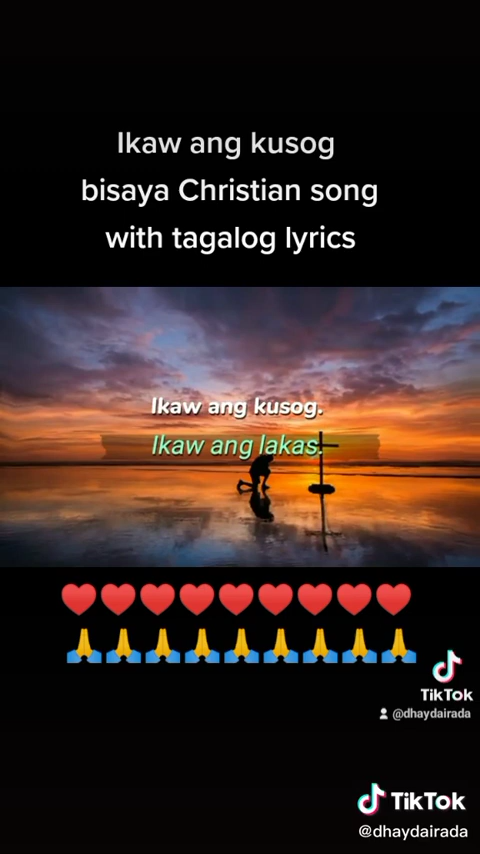 Ikaw ang kusog
bisaya Christian song
with tagalog lyrics
Ikaw ang kusog.
Ikaw ang lakas.
TikTok
@dhaydairada
TikTok
@dhaydairada